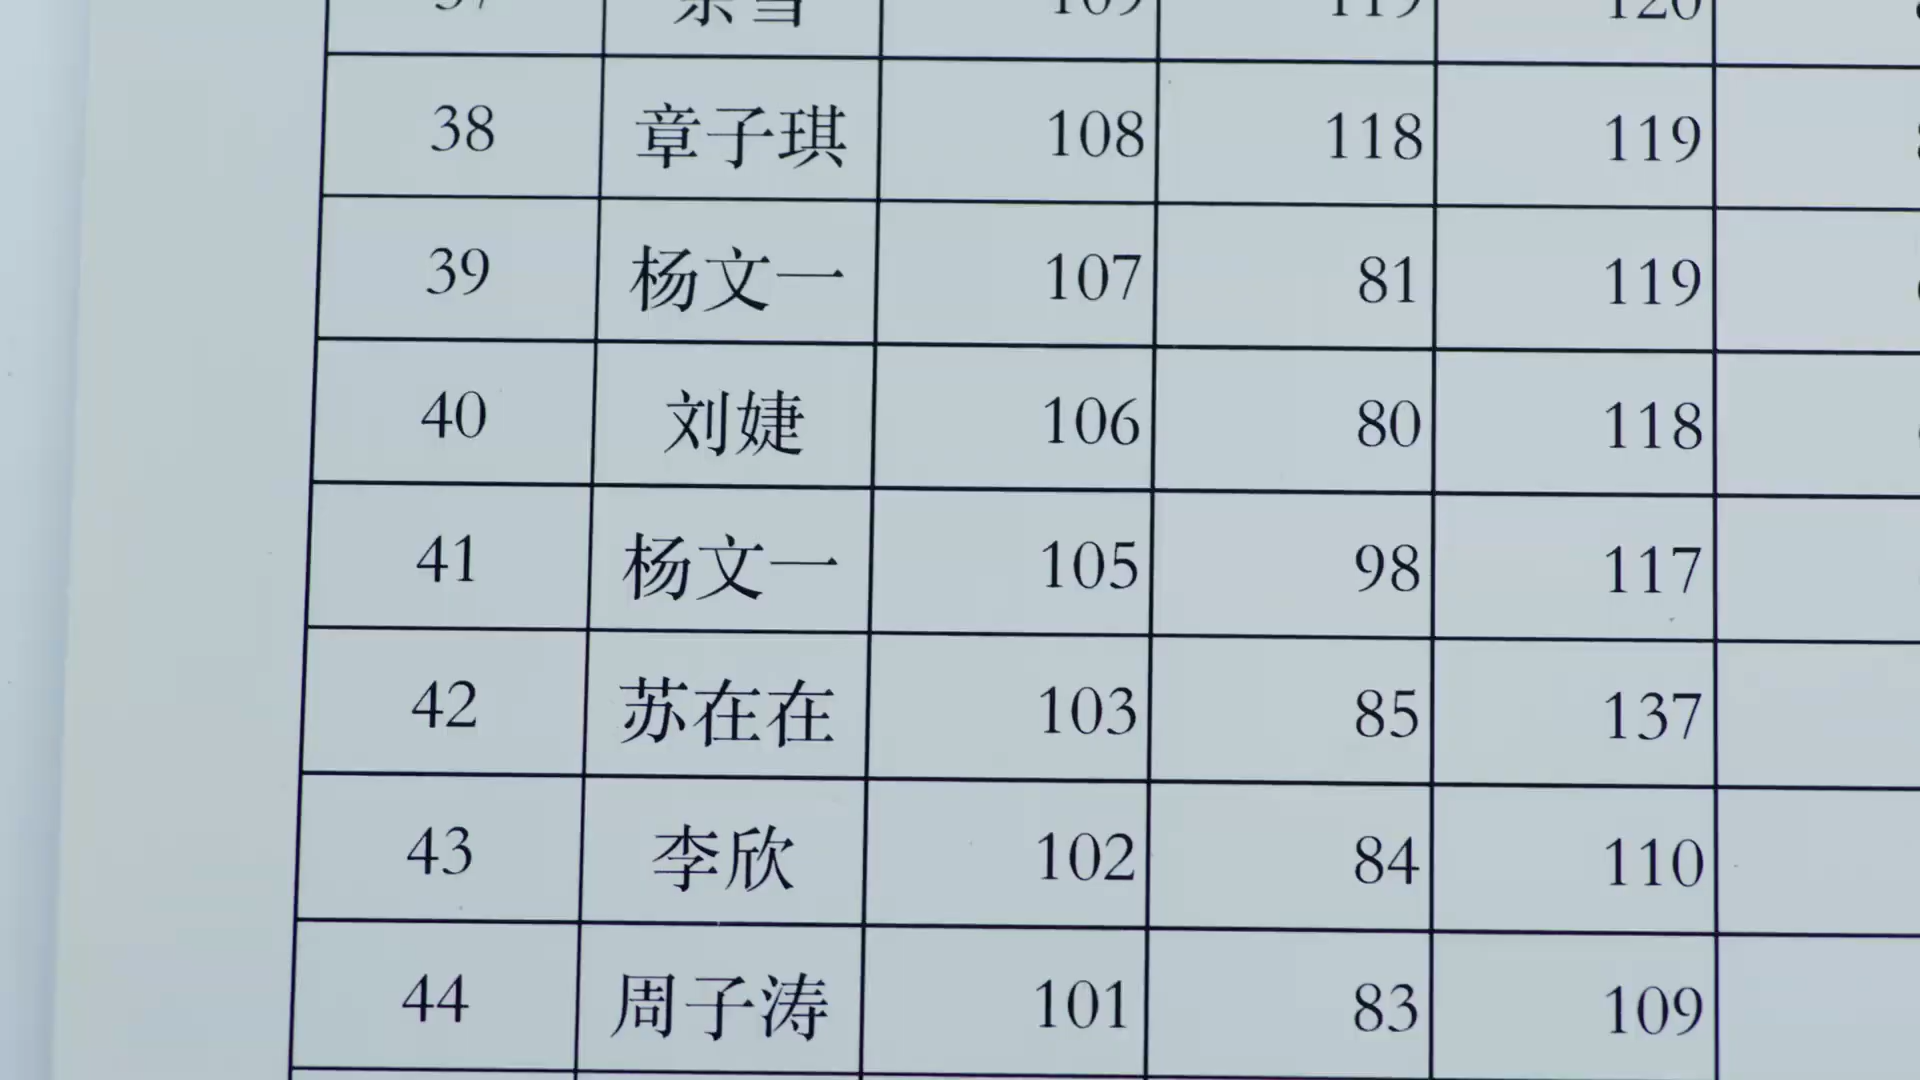 38 章子琪 108 118 119
39 杨文一 107 81 119
40 刘婕 106 80 118
41 杨文一 105 98 117
42 苏在在 103 85 137
43 李欣 102 84 110
44 周子涛 101 83 109